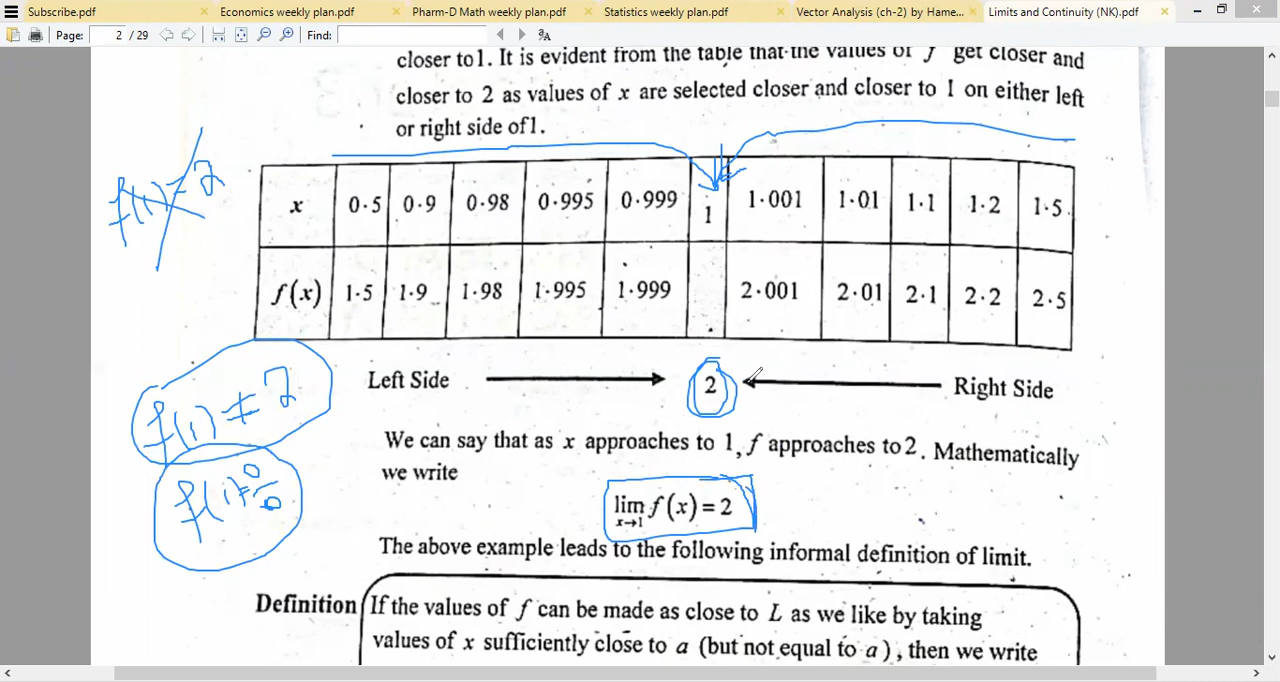 Subscribe.pdf Economics weekly plan.pdf Pharm-D Math weekly plan.pdf Statistics weekly plan.pdf Vector Analysis (ch-2) by Hame... Limits and Continuity (NK).pdf
Page: 2 / 29 Find:
closer to1. It is evident from the table that the values of f get closer and
closer to 2 as values of x are selected closer and closer to 1 on either left
or right side of1.
f(1) = 2
x 0·5 0·9 0·98 0·995 0·999 1 1·001 1·01 1·1 1·2 1·5
f(x) 1·5 1·9 1·98 1·995 1·999 2·001 2·01 2·1 2·2 2·5
Left Side 2 Right Side
f(1) ≠ 2
We can say that as x approaches to 1, f approaches to 2. Mathematically
we write
f(1)=0/0
lim x→1 f(x) = 2
The above example leads to the following informal definition of limit.
Definition If the values of f can be made as close to L as we like by taking
values of x sufficiently close to a (but not equal to a), then we write